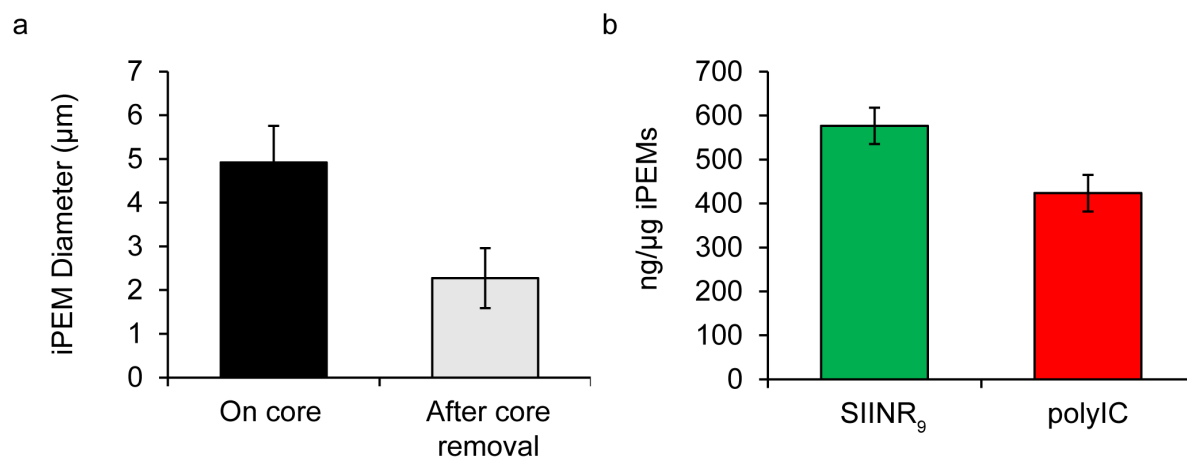 a
iPEM Diameter (µm)
7
6
5
4
3
2
1
0
On core
After core
removal
b
ng/µg iPEMs
700
600
500
400
300
200
100
0
SIINR₉
polyIC